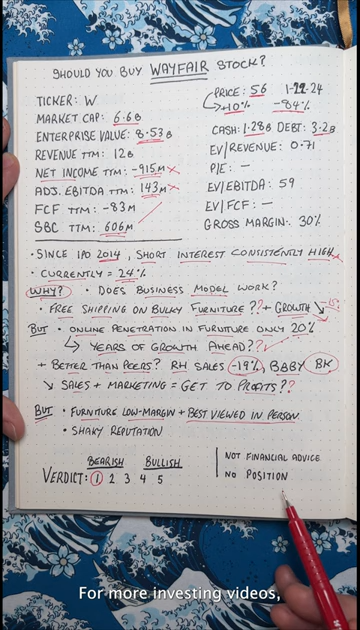 SHOULD YOU BUY WAYFAIR STOCK?
TICKER: W
MARKET CAP: 6.6B
ENTERPRISE VALUE: 8.53B
REVENUE TTM: 12B
NET INCOME TTM: -915M X
ADJ. EBITDA TTM: 143M X
FCF TTM: -83M
SBC TTM: 606M
PRICE: 56 1-22-24
↳ +10% -84%
CASH: 1.28B DEBT: 3.2B
EV/REVENUE: 0.71
P/E: —
EV/EBITDA: 59
EV/FCF: —
GROSS MARGIN: 30%
• SINCE IPO 2014, SHORT INTEREST CONSISTENTLY HIGH
• CURRENTLY = 24%
WHY? • DOES BUSINESS MODEL WORK?
• FREE SHIPPING ON BULKY FURNITURE?? + GROWTH ↘
BUT • ONLINE PENETRATION IN FURNITURE ONLY 20%
↳ YEARS OF GROWTH AHEAD??
+ BETTER THAN PEERS? RH SALES -19%, BBBY BK
↘ SALES + MARKETING = GET TO PROFITS??
BUT • FURNITURE LOW-MARGIN + BEST VIEWED IN PERSON
• SHAKY REPUTATION
BEARISH BULLISH
VERDICT: 1 2 3 4 5
NOT FINANCIAL ADVICE
NO POSITION
For more investing videos,